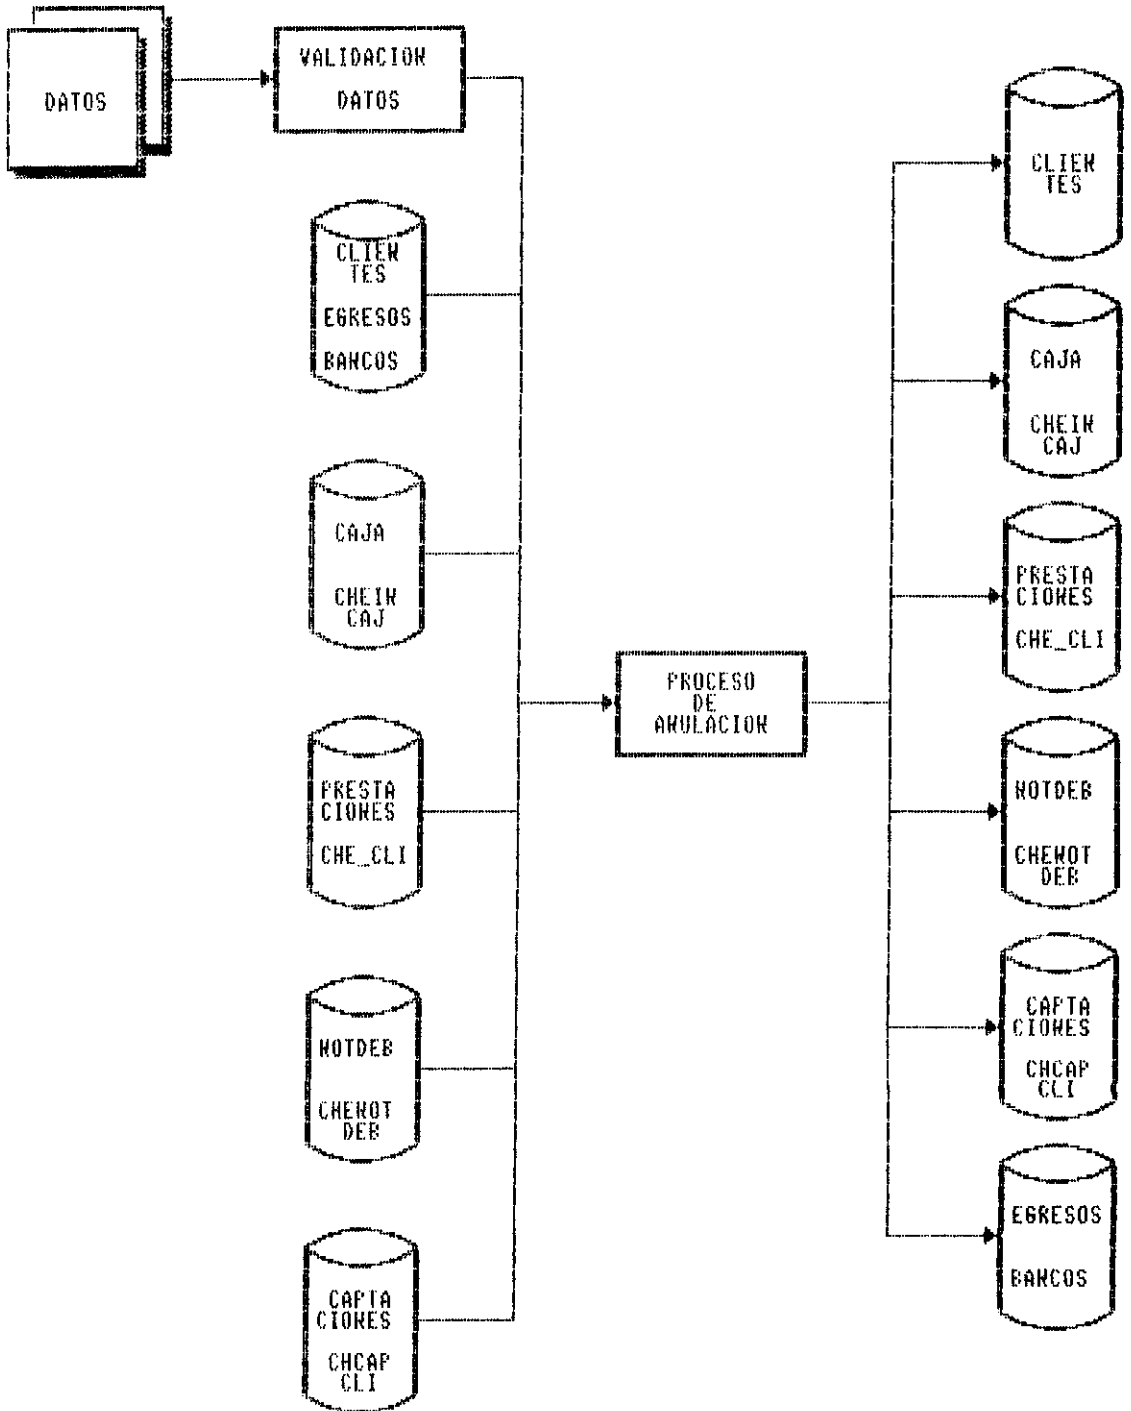 DATOS
VALIDACION
DATOS
CLIEN
TES
EGRESOS
BANCOS
CAJA
CHEIN
CAJ
PRESTA
CIONES
CHE_CLI
NOTDEB
CHENOT
DEB
CAPTA
CIONES
CHCAP
CLI
PROCESO
DE
ANULACION
CLIEN
TES
CAJA
CHEIN
CAJ
PRESTA
CIONES
CHE_CLI
NOTDEB
CHENOT
DEB
CAPTA
CIONES
CHCAP
CLI
EGRESOS
BANCOS